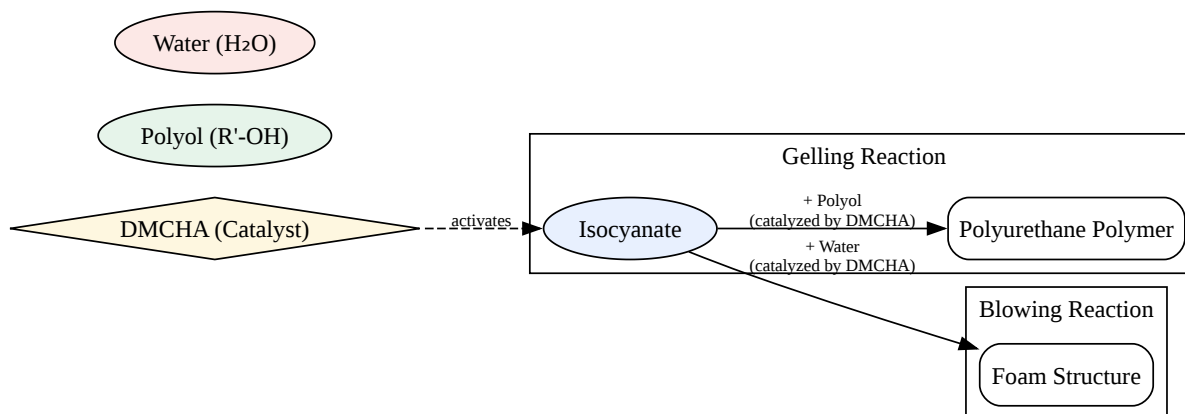 Water (H₂O)
Polyol (R'-OH)
Gelling Reaction
DMCHA (Catalyst)
activates
Isocyanate
+ Polyol
(catalyzed by DMCHA)
Polyurethane Polymer
+ Water
(catalyzed by DMCHA)
Blowing Reaction
Foam Structure